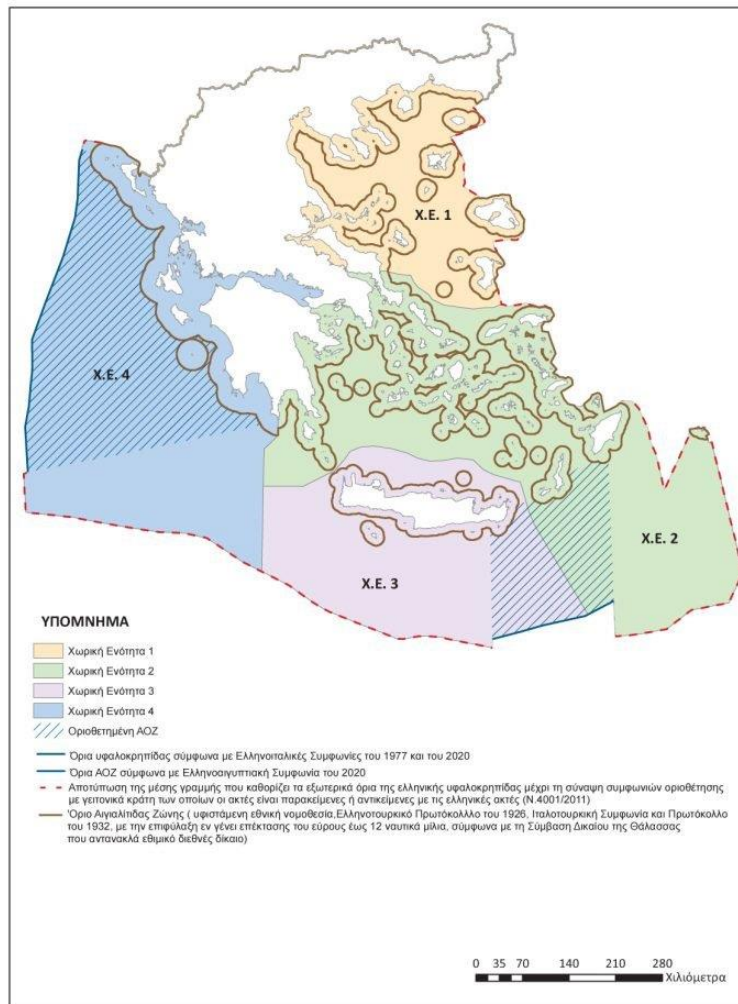 Χ.Ε. 1
Χ.Ε. 4
Χ.Ε. 2
Χ.Ε. 3
ΥΠΟΜΝΗΜΑ
Χωρική Ενότητα 1
Χωρική Ενότητα 2
Χωρική Ενότητα 3
Χωρική Ενότητα 4
Οριοθετημένη ΑΟΖ
Όρια υφαλοκρηπίδας σύμφωνα με Ελληνοιταλικές Συμφωνίες του 1977 και του 2020
Όρια ΑΟΖ σύμφωνα με Ελληνοαιγυπτιακή Συμφωνία του 2020
Αποτύπωση της μέσης γραμμής που καθορίζει τα εξωτερικά όρια της ελληνικής υφαλοκρηπίδας μέχρι τη σύναψη συμφωνιών οριοθέτησης
με γειτονικά κράτη των οποίων οι ακτές είναι παρακείμενες ή αντικείμενες με τις ελληνικές ακτές (Ν.4001/2011)
'Οριο Αιγιαλίτιδας Ζώνης ( υφιστάμενη εθνική νομοθεσία,Ελληνοτουρκικό Πρωτόκολλλο του 1926, Ιταλοτουρκική Συμφωνία και Πρωτόκολλο
του 1932, με την επιφύλαξη εν γένει επέκτασης του εύρους έως 12 ναυτικά μίλια, σύμφωνα με τη Σύμβαση Δικαίου της Θάλασσας
που αντανακλά εθιμικό διεθνές δίκαιο)
0 35 70 140 210 280
Χιλιόμετρα